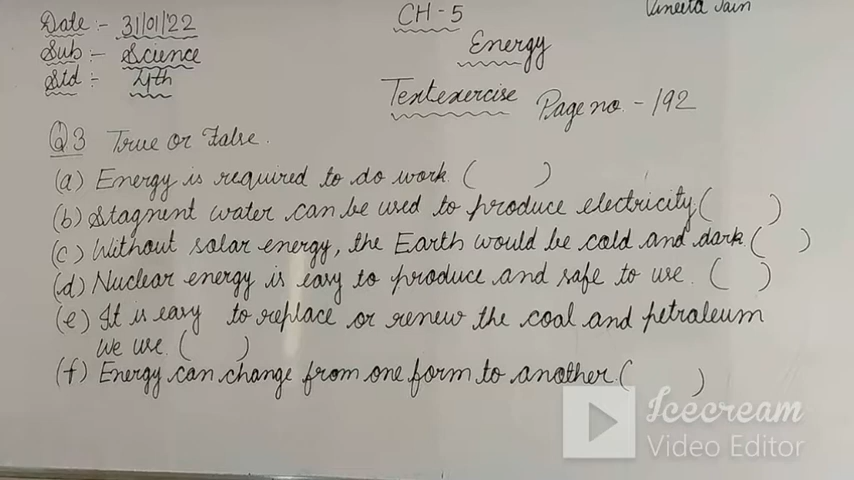 Date :- 31/01/22
CH - 5
Vineeta Jain
Sub :- Science
Energy
Std :- 4th
Textexercise Page no. - 192
Q3 True or False.
(a) Energy is required to do work. ( )
(b) Stagnent water can be used to produce electricity ( )
(c) Without solar energy, the Earth would be cold and dark ( )
(d) Nuclear energy is easy to produce and safe to use. ( )
(e) It is easy to replace or renew the coal and petraleum
we use. ( )
(f) Energy can change from one form to another. ( )
Icecream
Video Editor